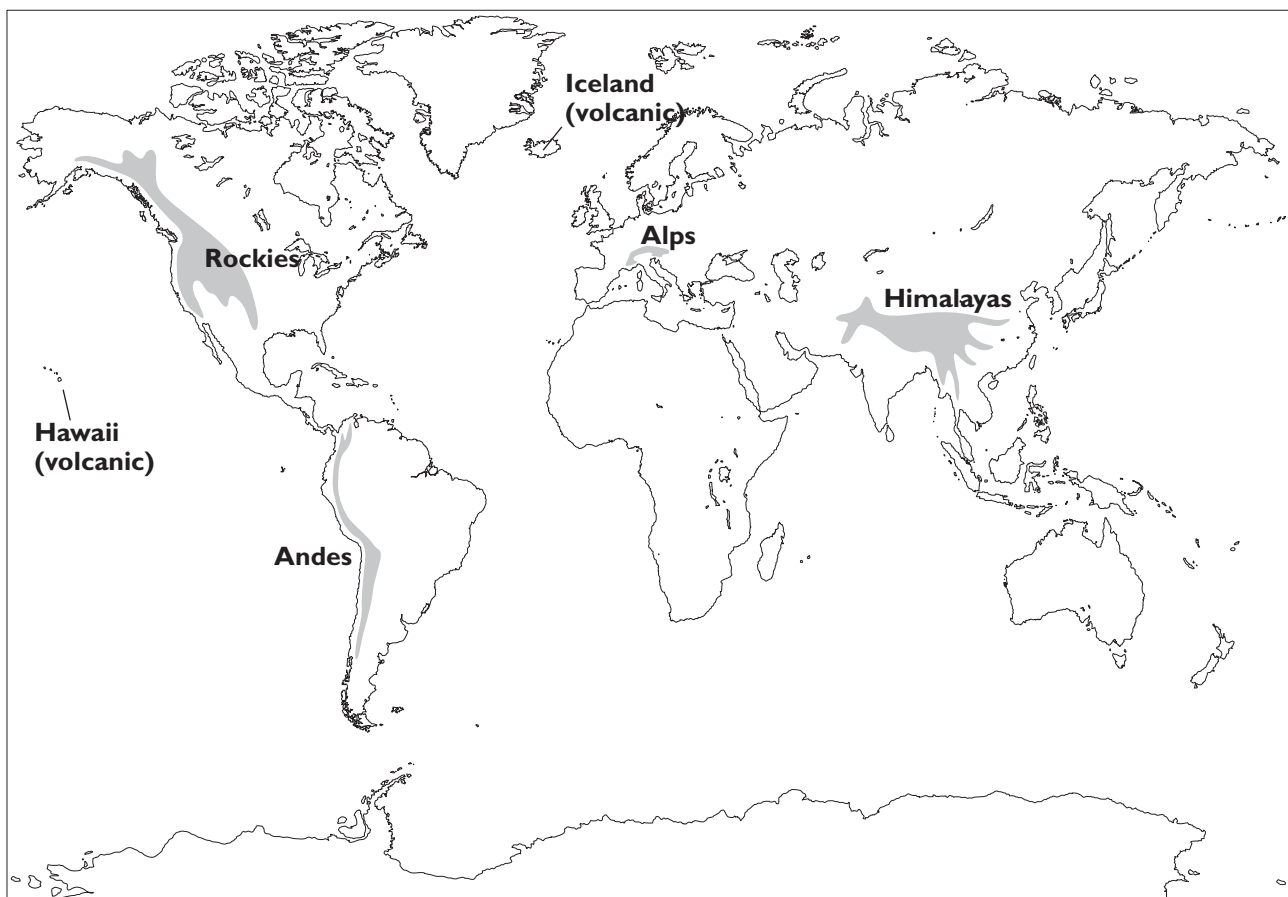 Iceland
(volcanic)
Alps
Rockies
Himalayas
Hawaii
(volcanic)
Andes